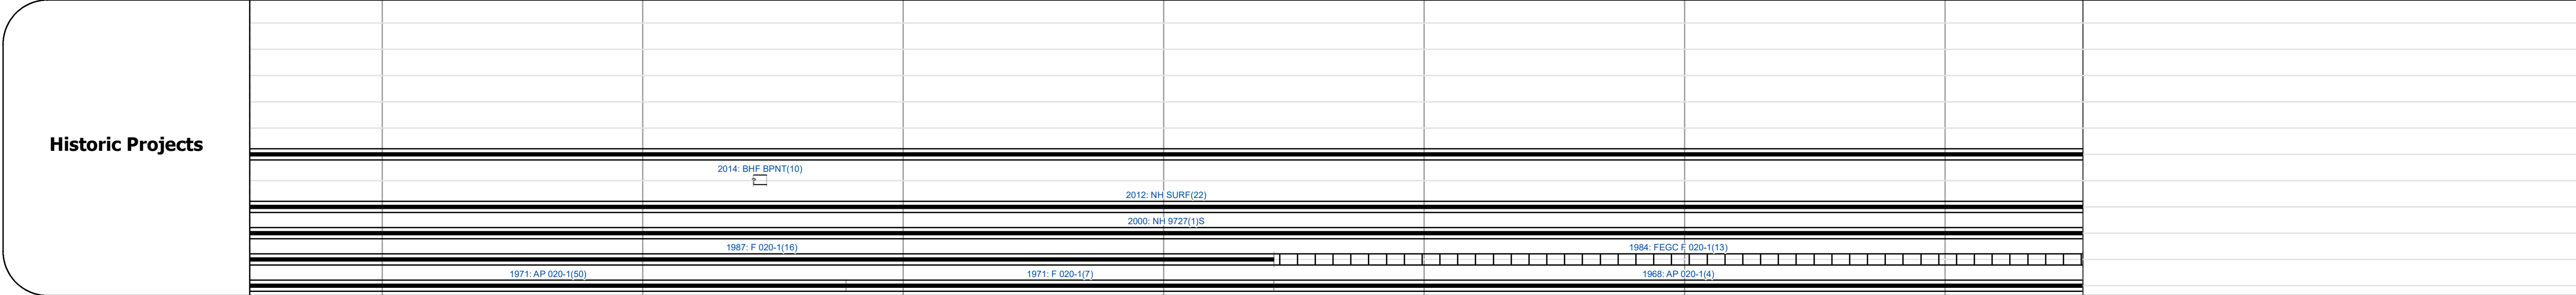 Historic Projects
2014: BHF BPNT(10)
2012: NH SURF(22)
2000: NH 9727(1)S
1987: F 020-1(16)
1984: FEGC F 020-1(13)
1971: AP 020-1(50)
1971: F 020-1(7)
1968: AP 020-1(4)